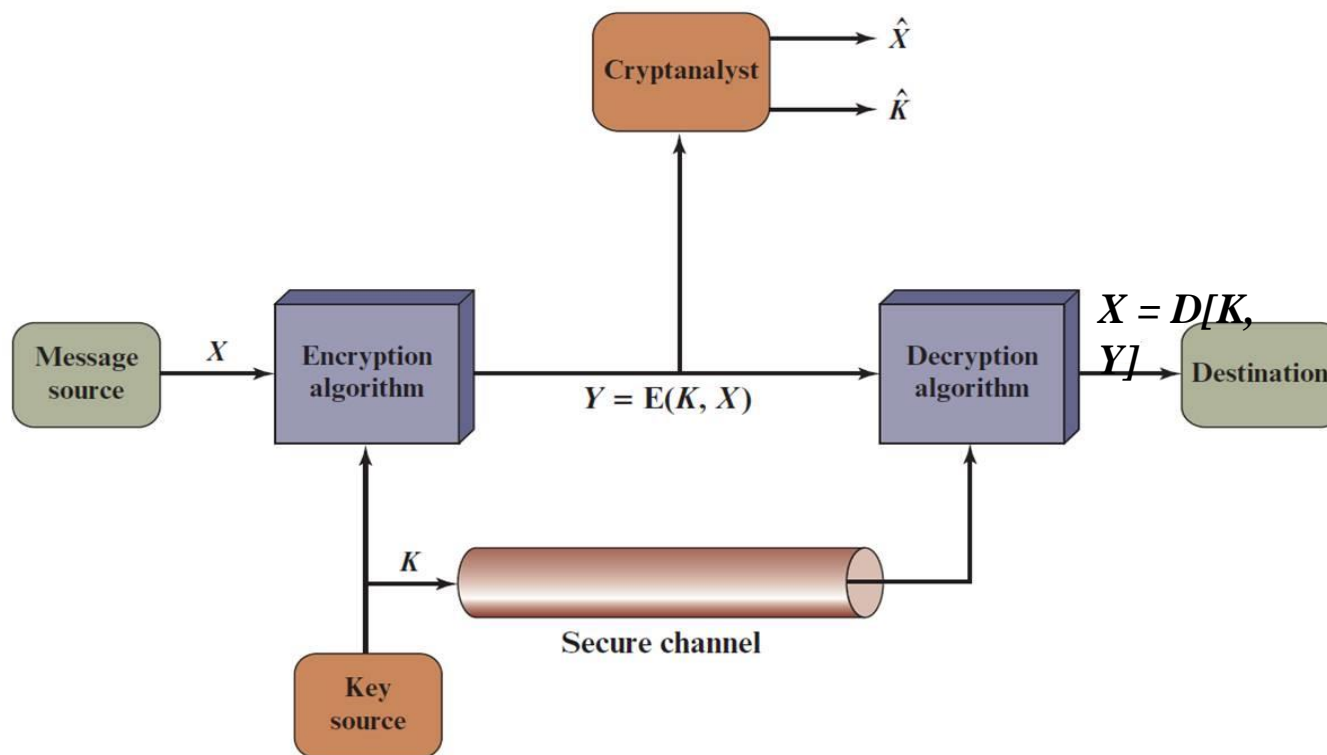 X̂
Cryptanalyst
K̂
X = D[K,
Y]
Message
source
X
Encryption
algorithm
Y = E(K, X)
Decryption
algorithm
Destination
K
Secure channel
Key
source